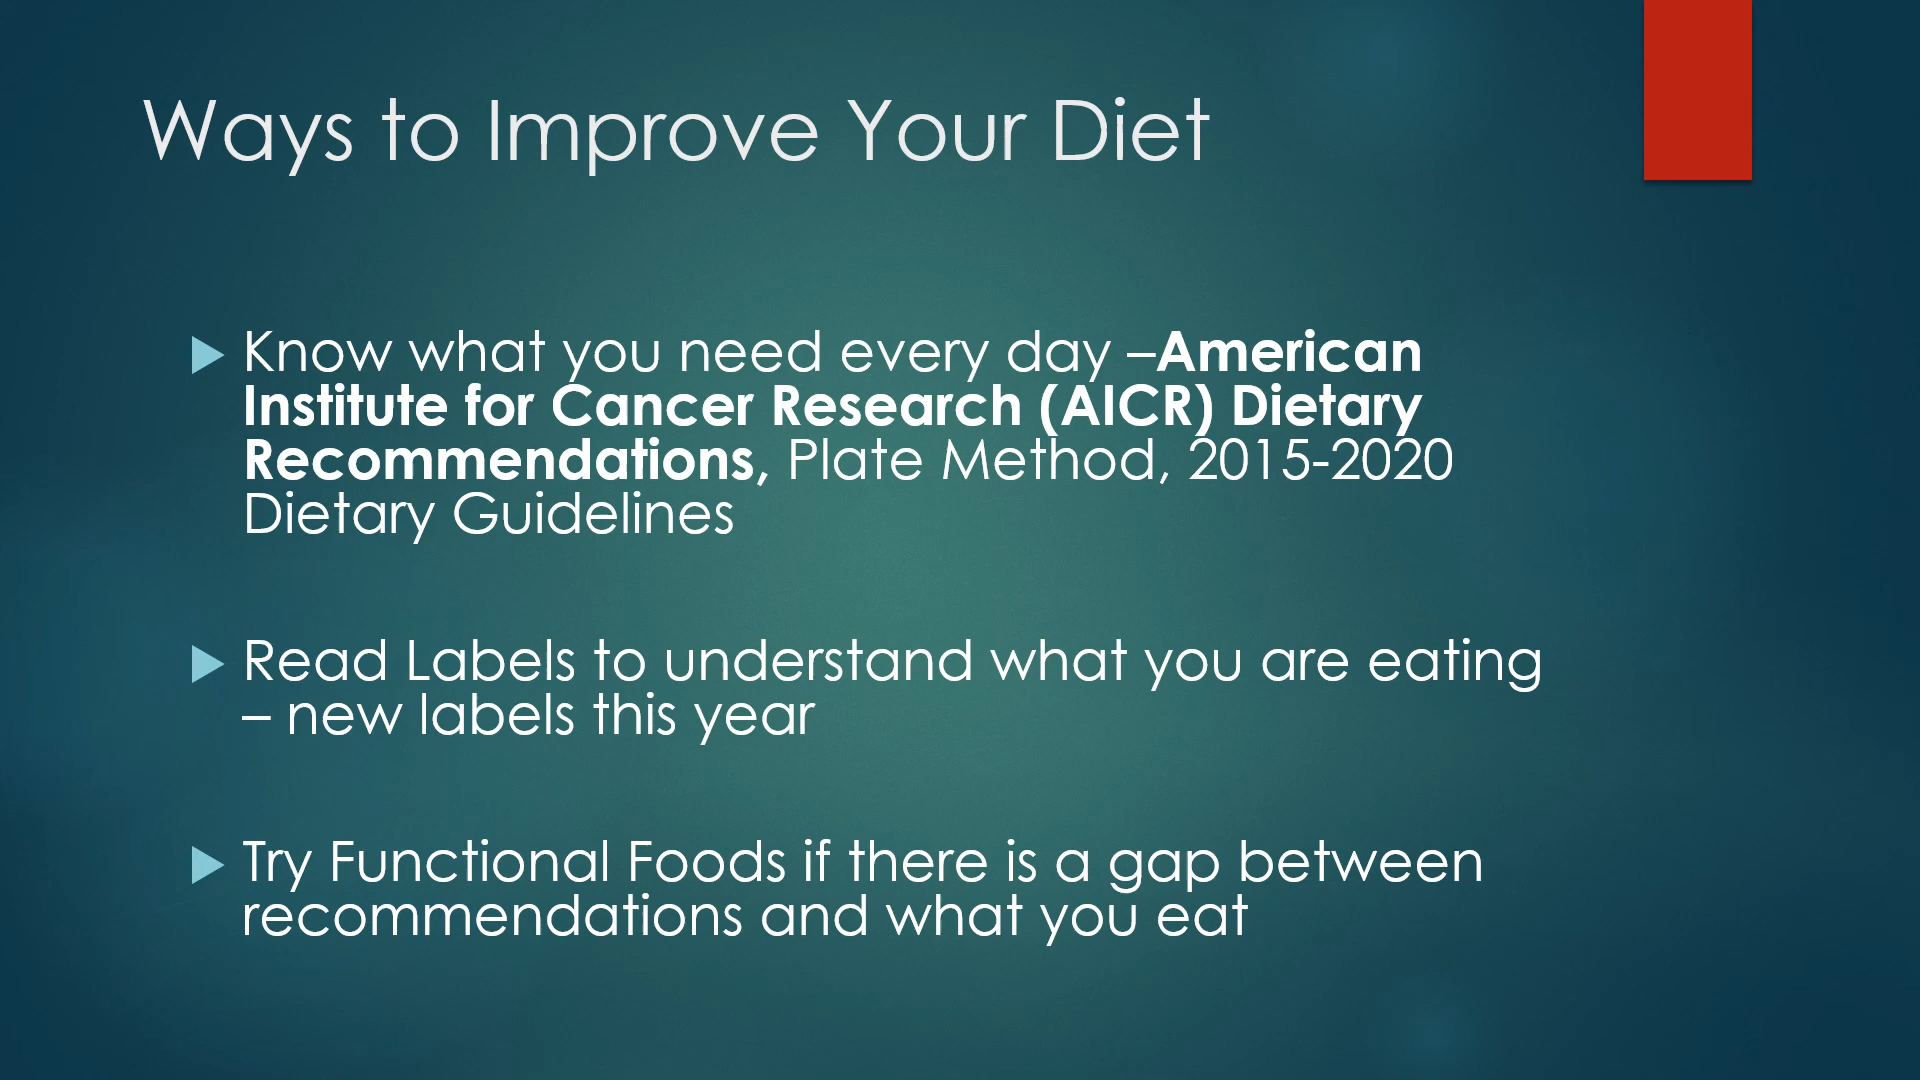 Ways to Improve Your Diet
Know what you need every day –American
Institute for Cancer Research (AICR) Dietary
Recommendations, Plate Method, 2015-2020
Dietary Guidelines
Read Labels to understand what you are eating
– new labels this year
Try Functional Foods if there is a gap between
recommendations and what you eat